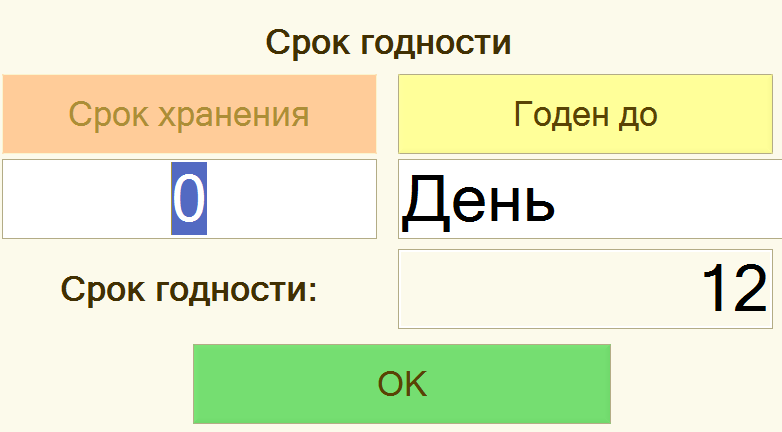 Срок годности
Срок хранения
Годен до
0
День
Срок годности:
12
OK